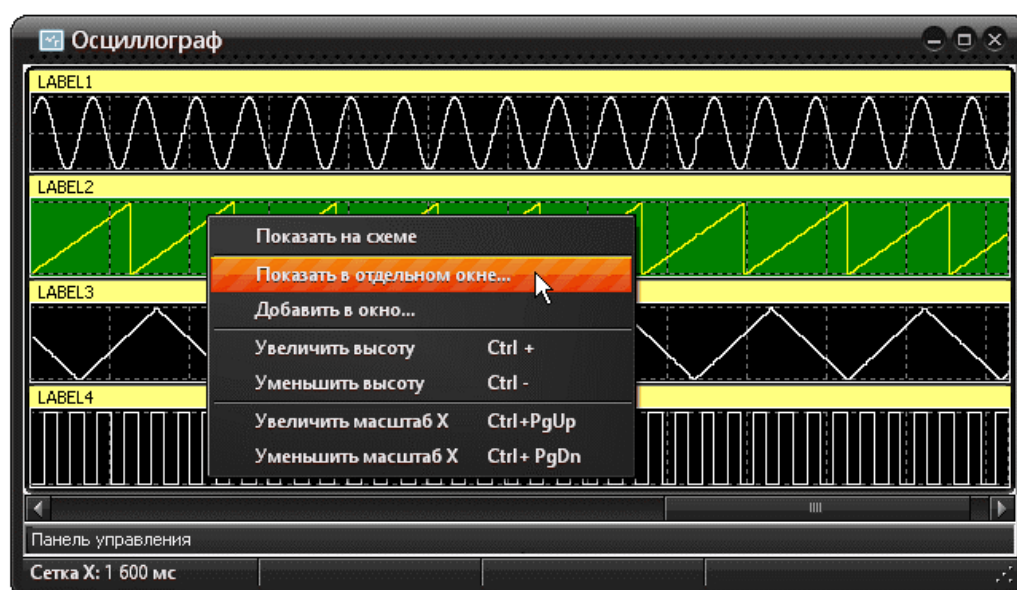 Осциллограф
LABEL1
LABEL2
Показать на схеме
Показать в отдельном окне...
LABEL3
Добавить в окно...
Увеличить высоту Ctrl +
Уменьшить высоту Ctrl -
LABEL4
Увеличить масштаб X Ctrl+PgUp
Уменьшить масштаб X Ctrl+ PgDn
Панель управления
Сетка X: 1 600 мс